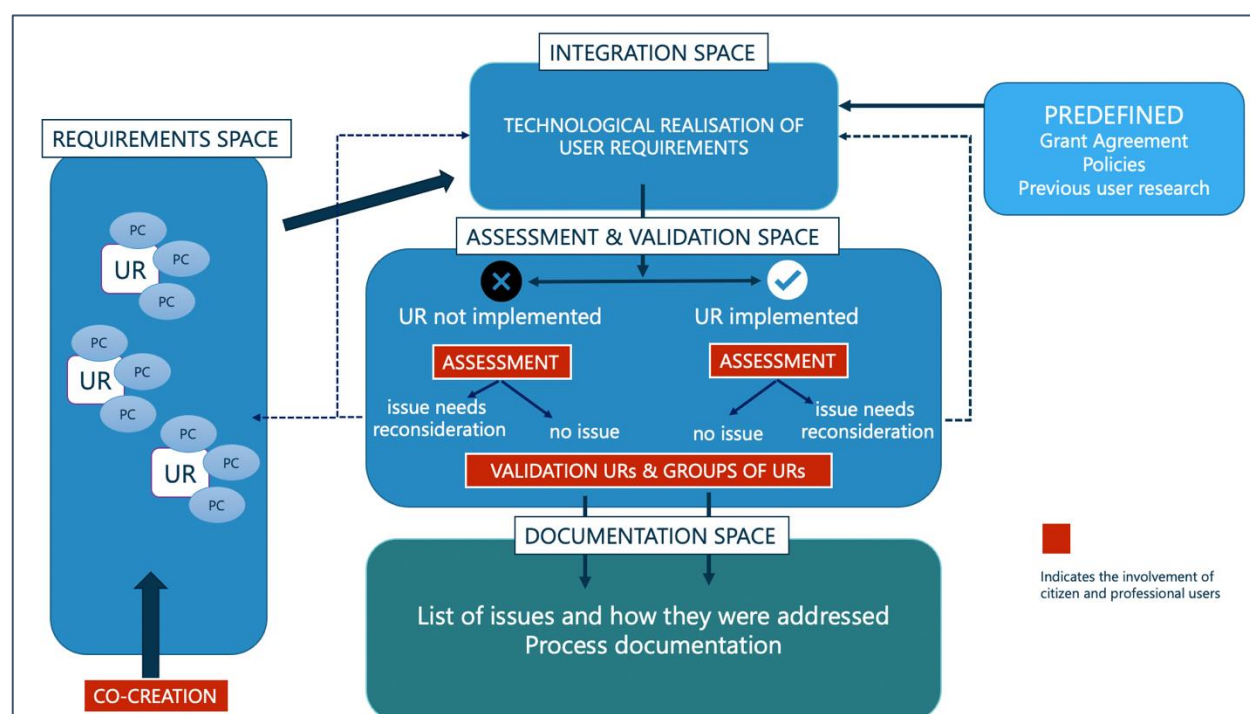 INTEGRATION SPACE
TECHNOLOGICAL REALISATION OF
USER REQUIREMENTS
PREDEFINED
Grant Agreement
Policies
Previous user research
REQUIREMENTS SPACE
PC
UR
PC
PC
PC
UR
PC
PC
PC
UR
PC
PC
CO-CREATION
ASSESSMENT & VALIDATION SPACE
UR not implemented
UR implemented
ASSESSMENT
ASSESSMENT
issue needs
reconsideration
no issue
no issue
issue needs
reconsideration
VALIDATION URs & GROUPS OF URs
DOCUMENTATION SPACE
List of issues and how they were addressed
Process documentation
Indicates the involvement of
citizen and professional users